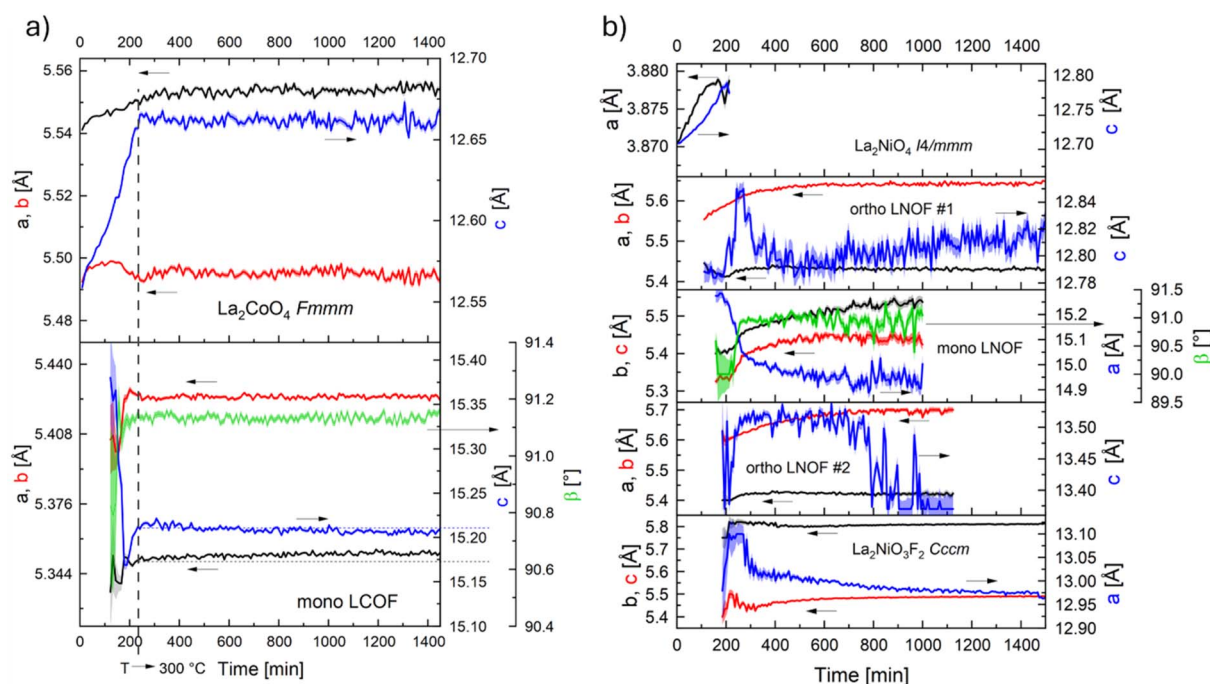 a)
0 200 400 600 800 1000 1200 1400
5.56
5.54
5.52
5.50
5.48
a, b [Å]
12.70
12.65
12.60
12.55
c [Å]
La₂CoO₄ Fmmm
5.440
5.408
5.376
5.344
a, b [Å]
15.40
15.35
15.30
15.25
15.20
15.15
15.10
c [Å]
91.4
91.2
91.0
90.8
90.6
90.4
β [°]
mono LCOF
0 200 400 600 800 1000 1200 1400
T 300 °C Time [min]
b)
0 200 400 600 800 1000 1200 1400
3.880
3.875
3.870
a [Å]
12.80
12.75
12.70
c [Å]
La₂NiO₄ I4/mmm
5.6
5.5
5.4
a, b [Å]
12.84
12.82
12.80
12.78
c [Å]
ortho LNOF #1
5.5
5.4
5.3
b, c [Å]
15.2
15.1
15.0
14.9
a [Å]
91.5
91.0
90.5
90.0
89.5
β [°]
mono LNOF
5.7
5.6
5.5
5.4
a, b [Å]
13.50
13.45
13.40
c [Å]
ortho LNOF #2
5.8
5.7
5.6
5.5
5.4
b, c [Å]
13.10
13.00
12.95
12.90
a [Å]
La₂NiO₃F₂ Cccm
0 200 400 600 800 1000 1200 1400
Time [min]